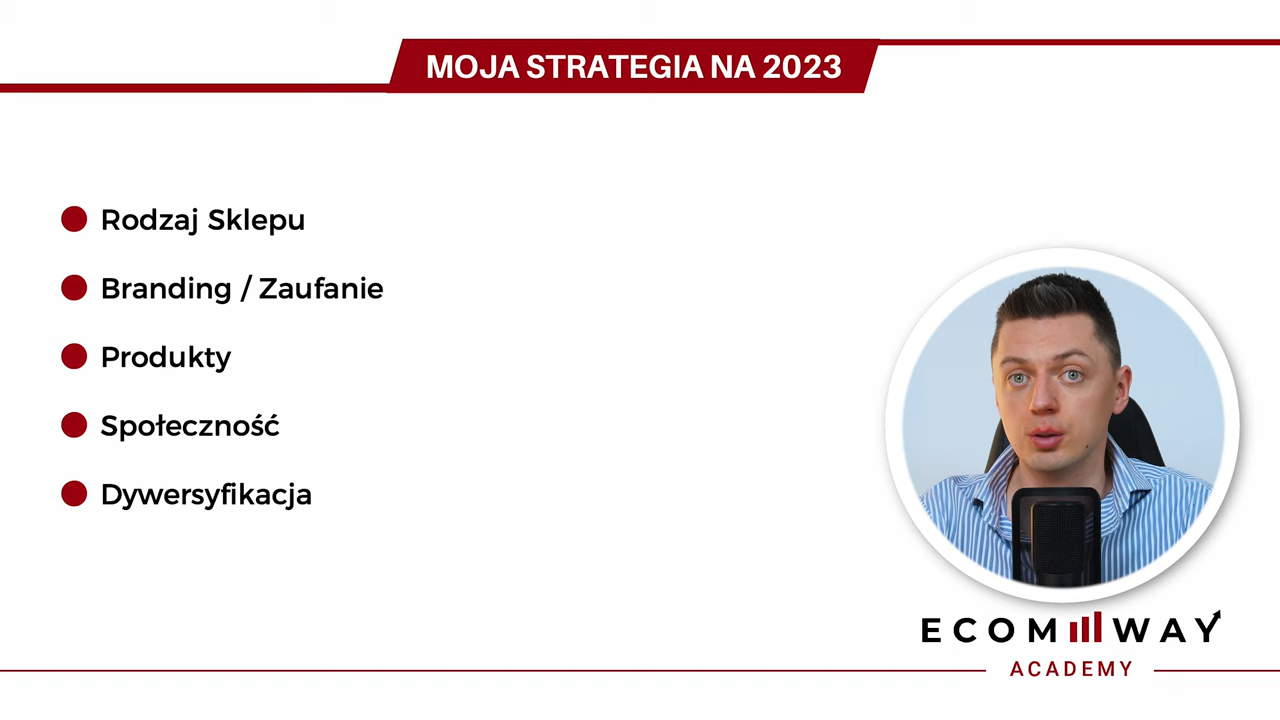 MOJA STRATEGIA NA 2023
Rodzaj Sklepu
Branding / Zaufanie
Produkty
Społeczność
Dywersyfikacja
ECOM WAY
ACADEMY